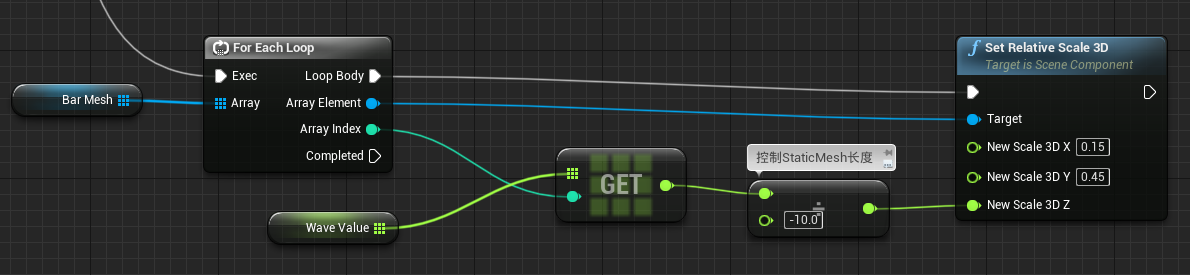 For Each Loop
Exec
Loop Body
Array
Array Element
Array Index
Completed
Bar Mesh
Wave Value
GET
控制StaticMesh长度
÷
-10.0
Set Relative Scale 3D
Target is Scene Component
Target
New Scale 3D X 0.15
New Scale 3D Y 0.45
New Scale 3D Z